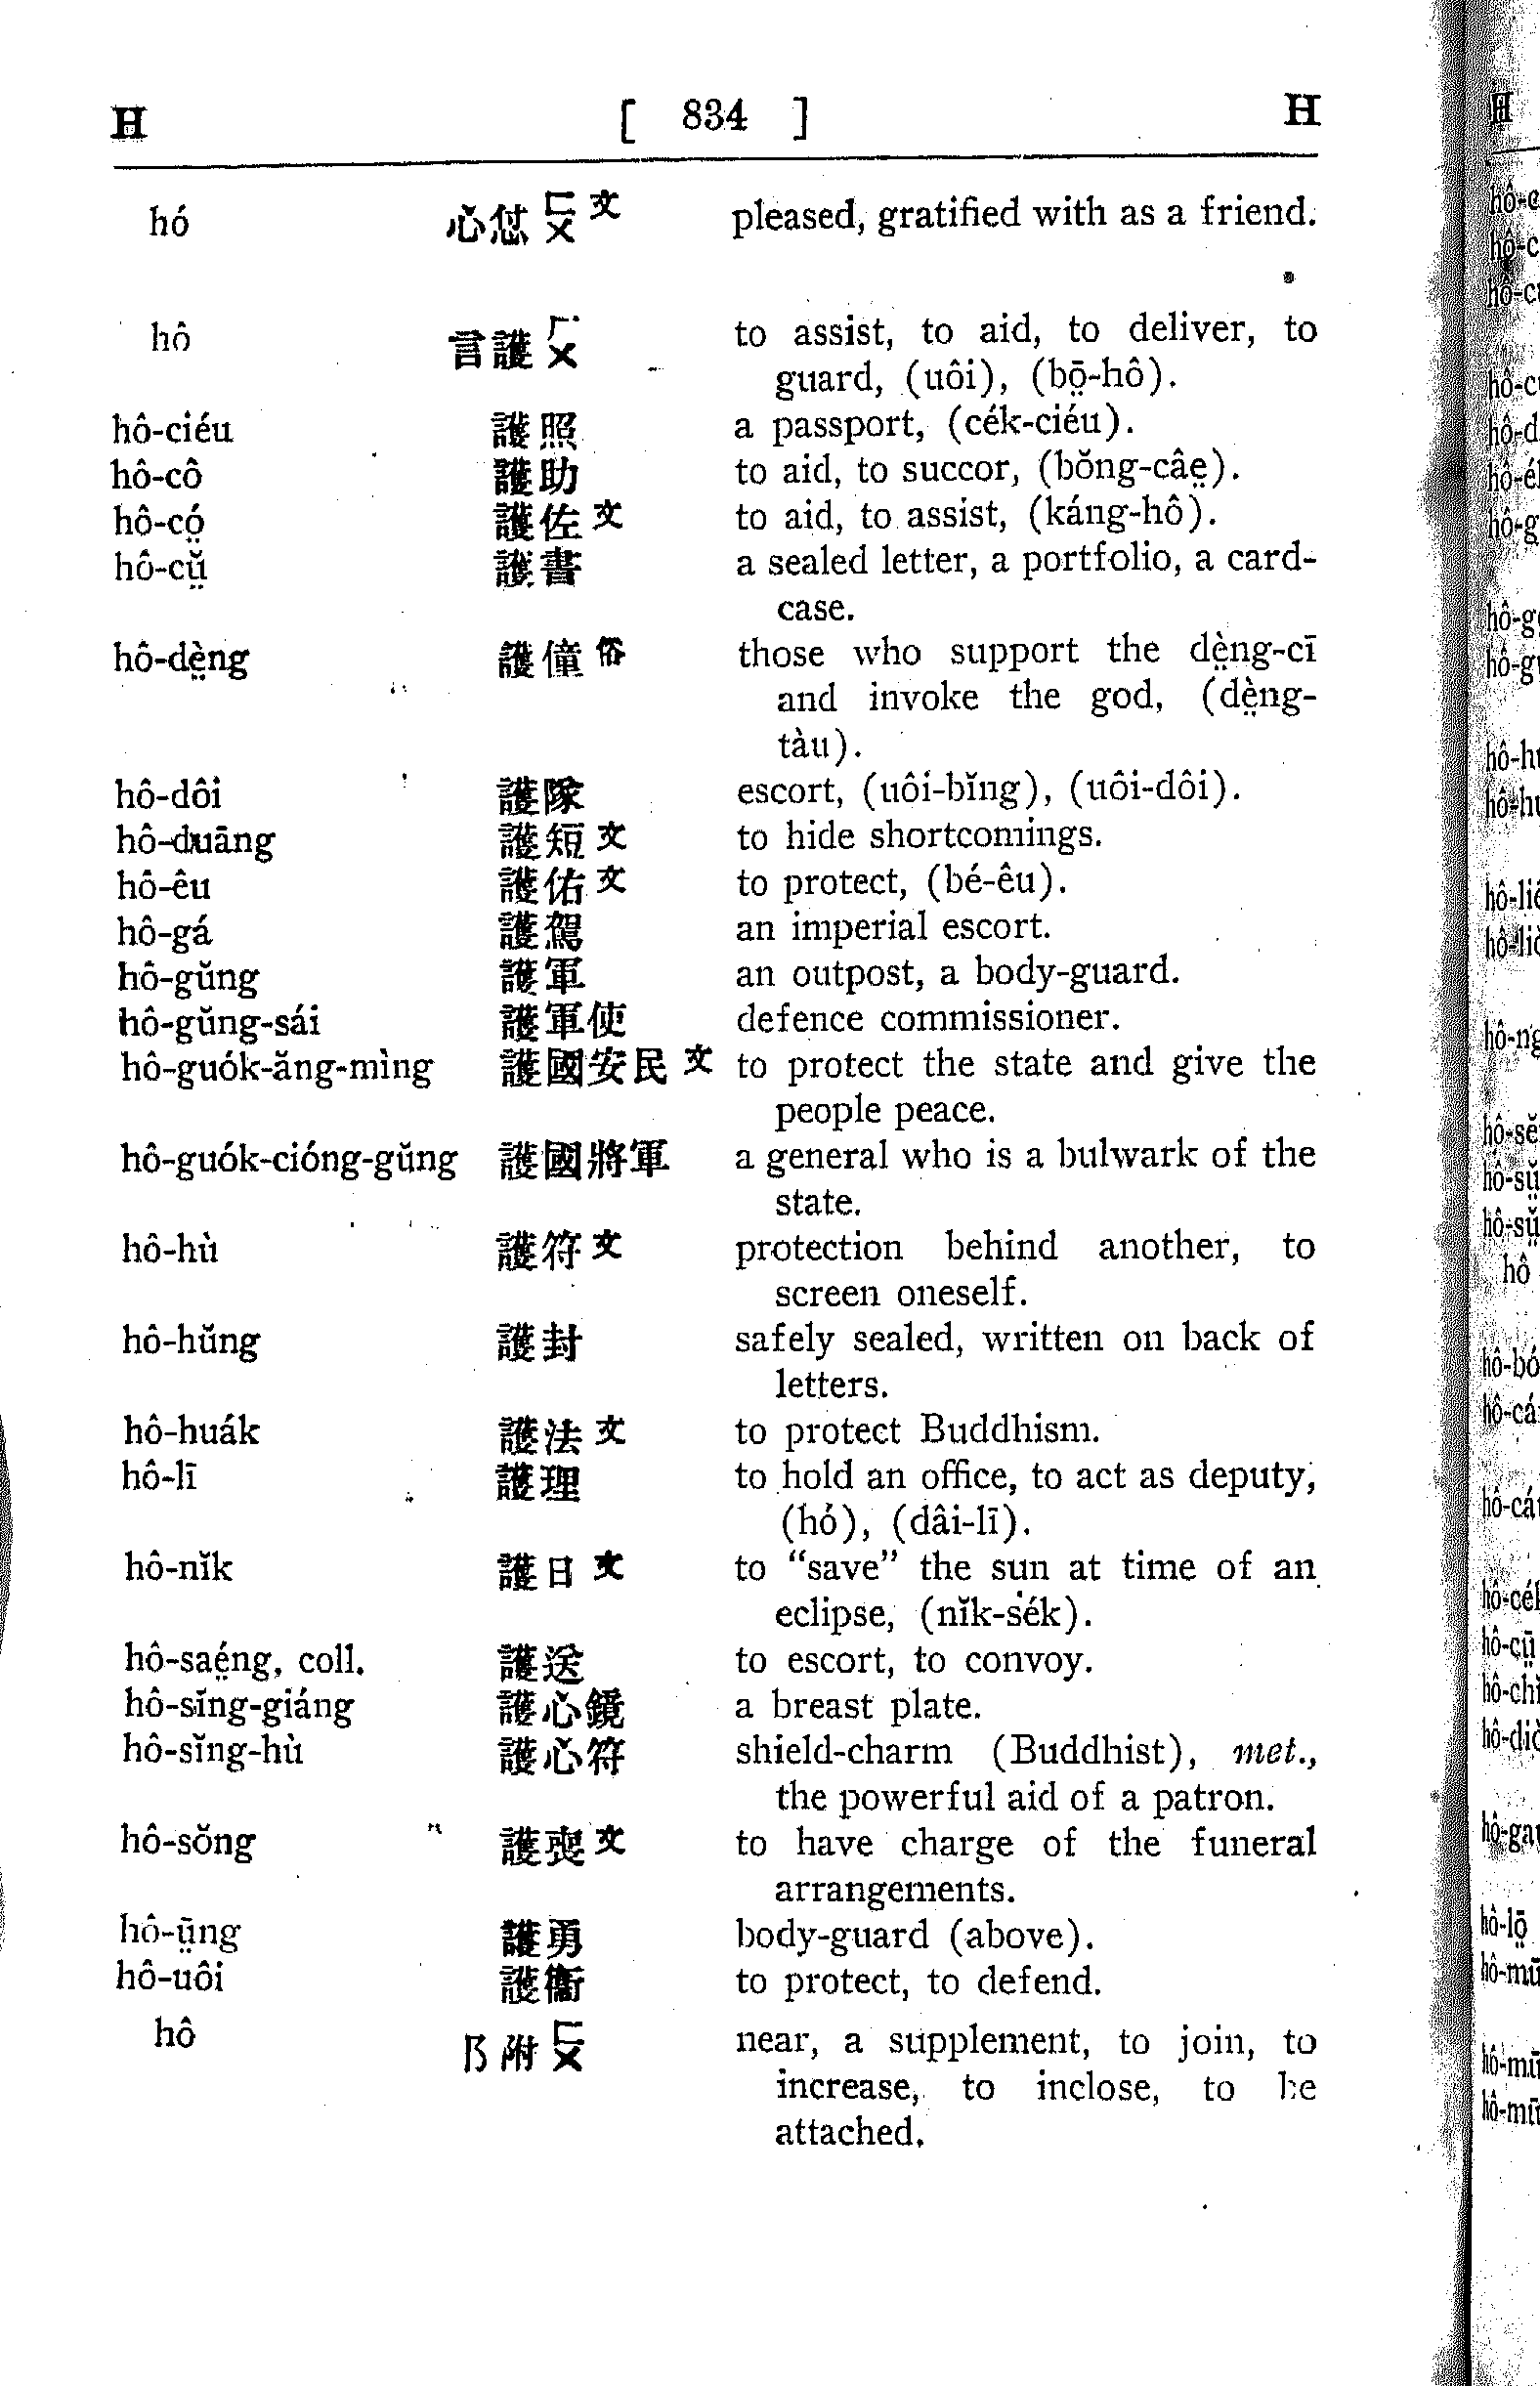 H [ 834 ] H
hó 心愆 ㄈㄨ 文 pleased, gratified with as a friend.
hô 言護 ㄏㄨ to assist, to aid, to deliver, to
guard, (uôi), (bō̤-hô).
hô-ciéu 護照 a passport, (cék-ciéu).
hô-cô 護助 to aid, to succor, (bŏng-câe̤).
hô-có̤ 護佐 文 to aid, to assist, (káng-hô).
hô-cṳ̆ 護書 a sealed letter, a portfolio, a card-
case.
hô-dè̤ng 護僮 俗 those who support the dè̤ng-cī
and invoke the god, (dè̤ng-
tàu).
hô-dôi 護隊 escort, (uôi-bĭng), (uôi-dôi).
hô-duāng 護短 文 to hide shortcomings.
hô-êu 護佑 文 to protect, (bé-êu).
hô-gá 護駕 an imperial escort.
hô-gŭng 護軍 an outpost, a body-guard.
hô-gŭng-sái 護軍使 defence commissioner.
hô-guók-ăng-mìng 護國安民 文 to protect the state and give the
people peace.
hô-guók-cióng-gŭng 護國將軍 a general who is a bulwark of the
state.
hô-hù 護符 文 protection behind another, to
screen oneself.
hô-hŭng 護封 safely sealed, written on back of
letters.
hô-huák 護法 文 to protect Buddhism.
hô-lī 護理 to hold an office, to act as deputy,
(hó), (dâi-lī).
hô-nĭk 護日 文 to “save” the sun at time of an
eclipse, (nĭk-sék).
hô-saé̤ng, coll. 護送 to escort, to convoy.
hô-sĭng-giáng 護心鏡 a breast plate.
hô-sĭng-hù 護心符 shield-charm (Buddhist), met.,
the powerful aid of a patron.
hô-sŏng 護喪 文 to have charge of the funeral
arrangements.
hô-ṳ̄ng 護勇 body-guard (above).
hô-uôi 護衞 to protect, to defend.
hô 阝附 ㄈㄨ near, a supplement, to join, to
increase, to inclose, to be
attached.